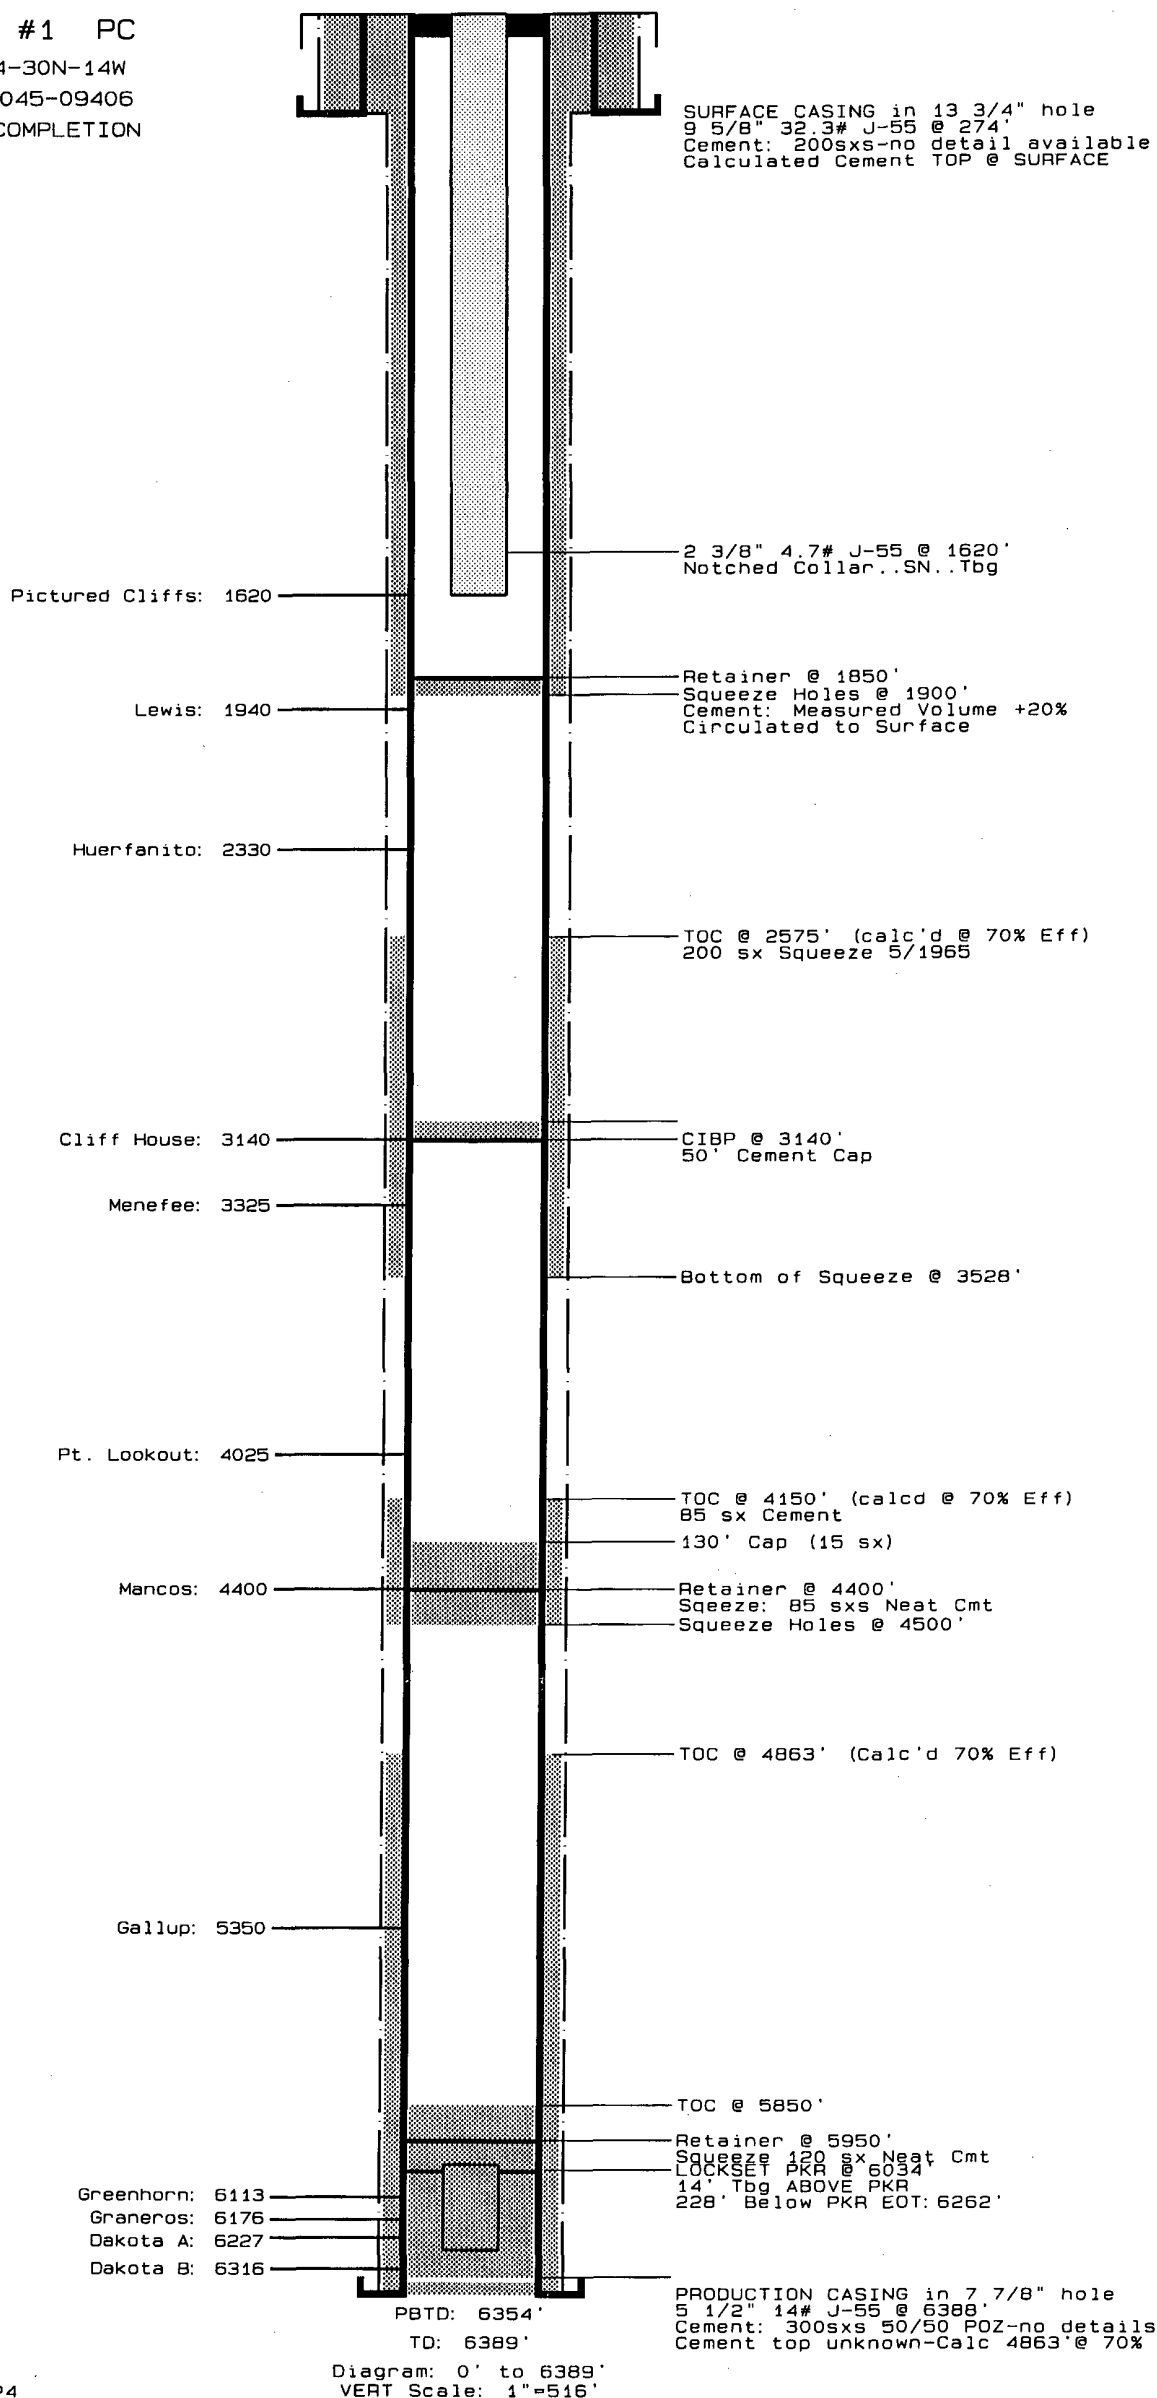 #1 PC
4-30N-14W
045-09406
COMPLETION
SURFACE CASING in 13 3/4" hole
9 5/8" 32.3# J-55 @ 274'
Cement: 200sxs-no detail available
Calculated Cement TOP @ SURFACE
2 3/8" 4.7# J-55 @ 1620'
Notched Collar..SN..Tbg
Pictured Cliffs: 1620
Retainer @ 1850'
Squeeze Holes @ 1900'
Cement: Measured Volume +20%
Circulated to Surface
Lewis: 1940
Huerfanito: 2330
TOC @ 2575' (calc'd @ 70% Eff)
200 sx Squeeze 5/1965
Cliff House: 3140
CIBP @ 3140'
50' Cement Cap
Menefee: 3325
Bottom of Squeeze @ 3528'
Pt. Lookout: 4025
TOC @ 4150' (calcd @ 70% Eff)
85 sx Cement
130' Cap (15 sx)
Mancos: 4400
Retainer @ 4400'
Sqeeze: 85 sxs Neat Cmt
Squeeze Holes @ 4500'
TOC @ 4863' (Calc'd 70% Eff)
Gallup: 5350
TOC @ 5850'
Retainer @ 5950'
Squeeze 120 sx Neat Cmt
LOCKSET PKR @ 6034'
14' Tbg ABOVE PKR
228' Below PKR EOT: 6262'
Greenhorn: 6113
Graneros: 6176
Dakota A: 6227
Dakota B: 6316
PRODUCTION CASING in 7 7/8" hole
5 1/2" 14# J-55 @ 6388'
Cement: 300sxs 50/50 POZ-no details
Cement top unknown-Calc 4863'@ 70%
PBTD: 6354'
TD: 6389'
Diagram: 0' to 6389'
VERT Scale: 1"=516'
P4